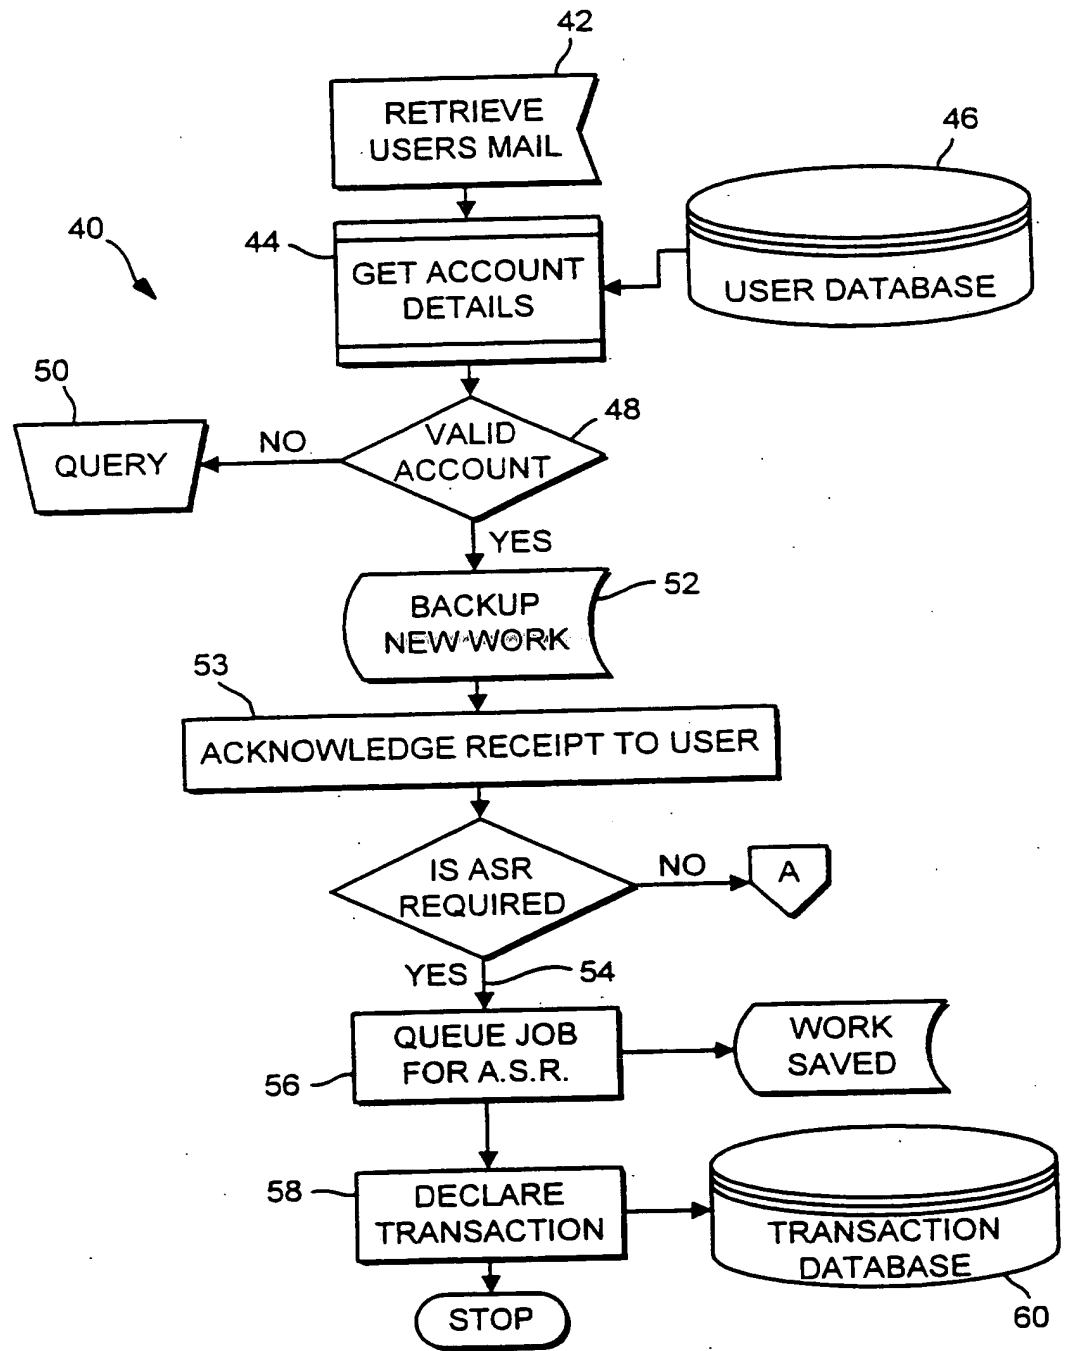 42
RETRIEVE
USERS MAIL
46
40
44
GET ACCOUNT
DETAILS
USER DATABASE
50
QUERY
NO
VALID
ACCOUNT
48
YES
BACKUP
NEW WORK
52
53
ACKNOWLEDGE RECEIPT TO USER
IS ASR
REQUIRED
NO
A
YES
54
QUEUE JOB
FOR A.S.R.
56
WORK
SAVED
58
DECLARE
TRANSACTION
TRANSACTION
DATABASE
60
STOP